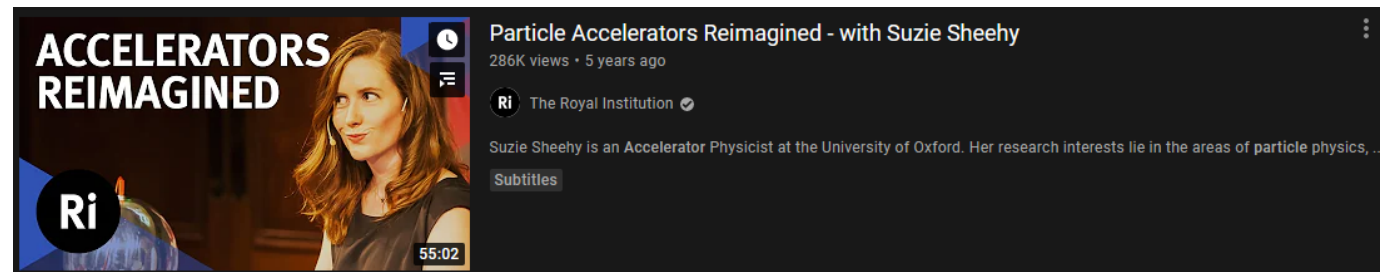 ACCELERATORS
REIMAGINED
Ri
55:02
Particle Accelerators Reimagined - with Suzie Sheehy
286K views • 5 years ago
Ri The Royal Institution
Suzie Sheehy is an Accelerator Physicist at the University of Oxford. Her research interests lie in the areas of particle physics, ...
Subtitles